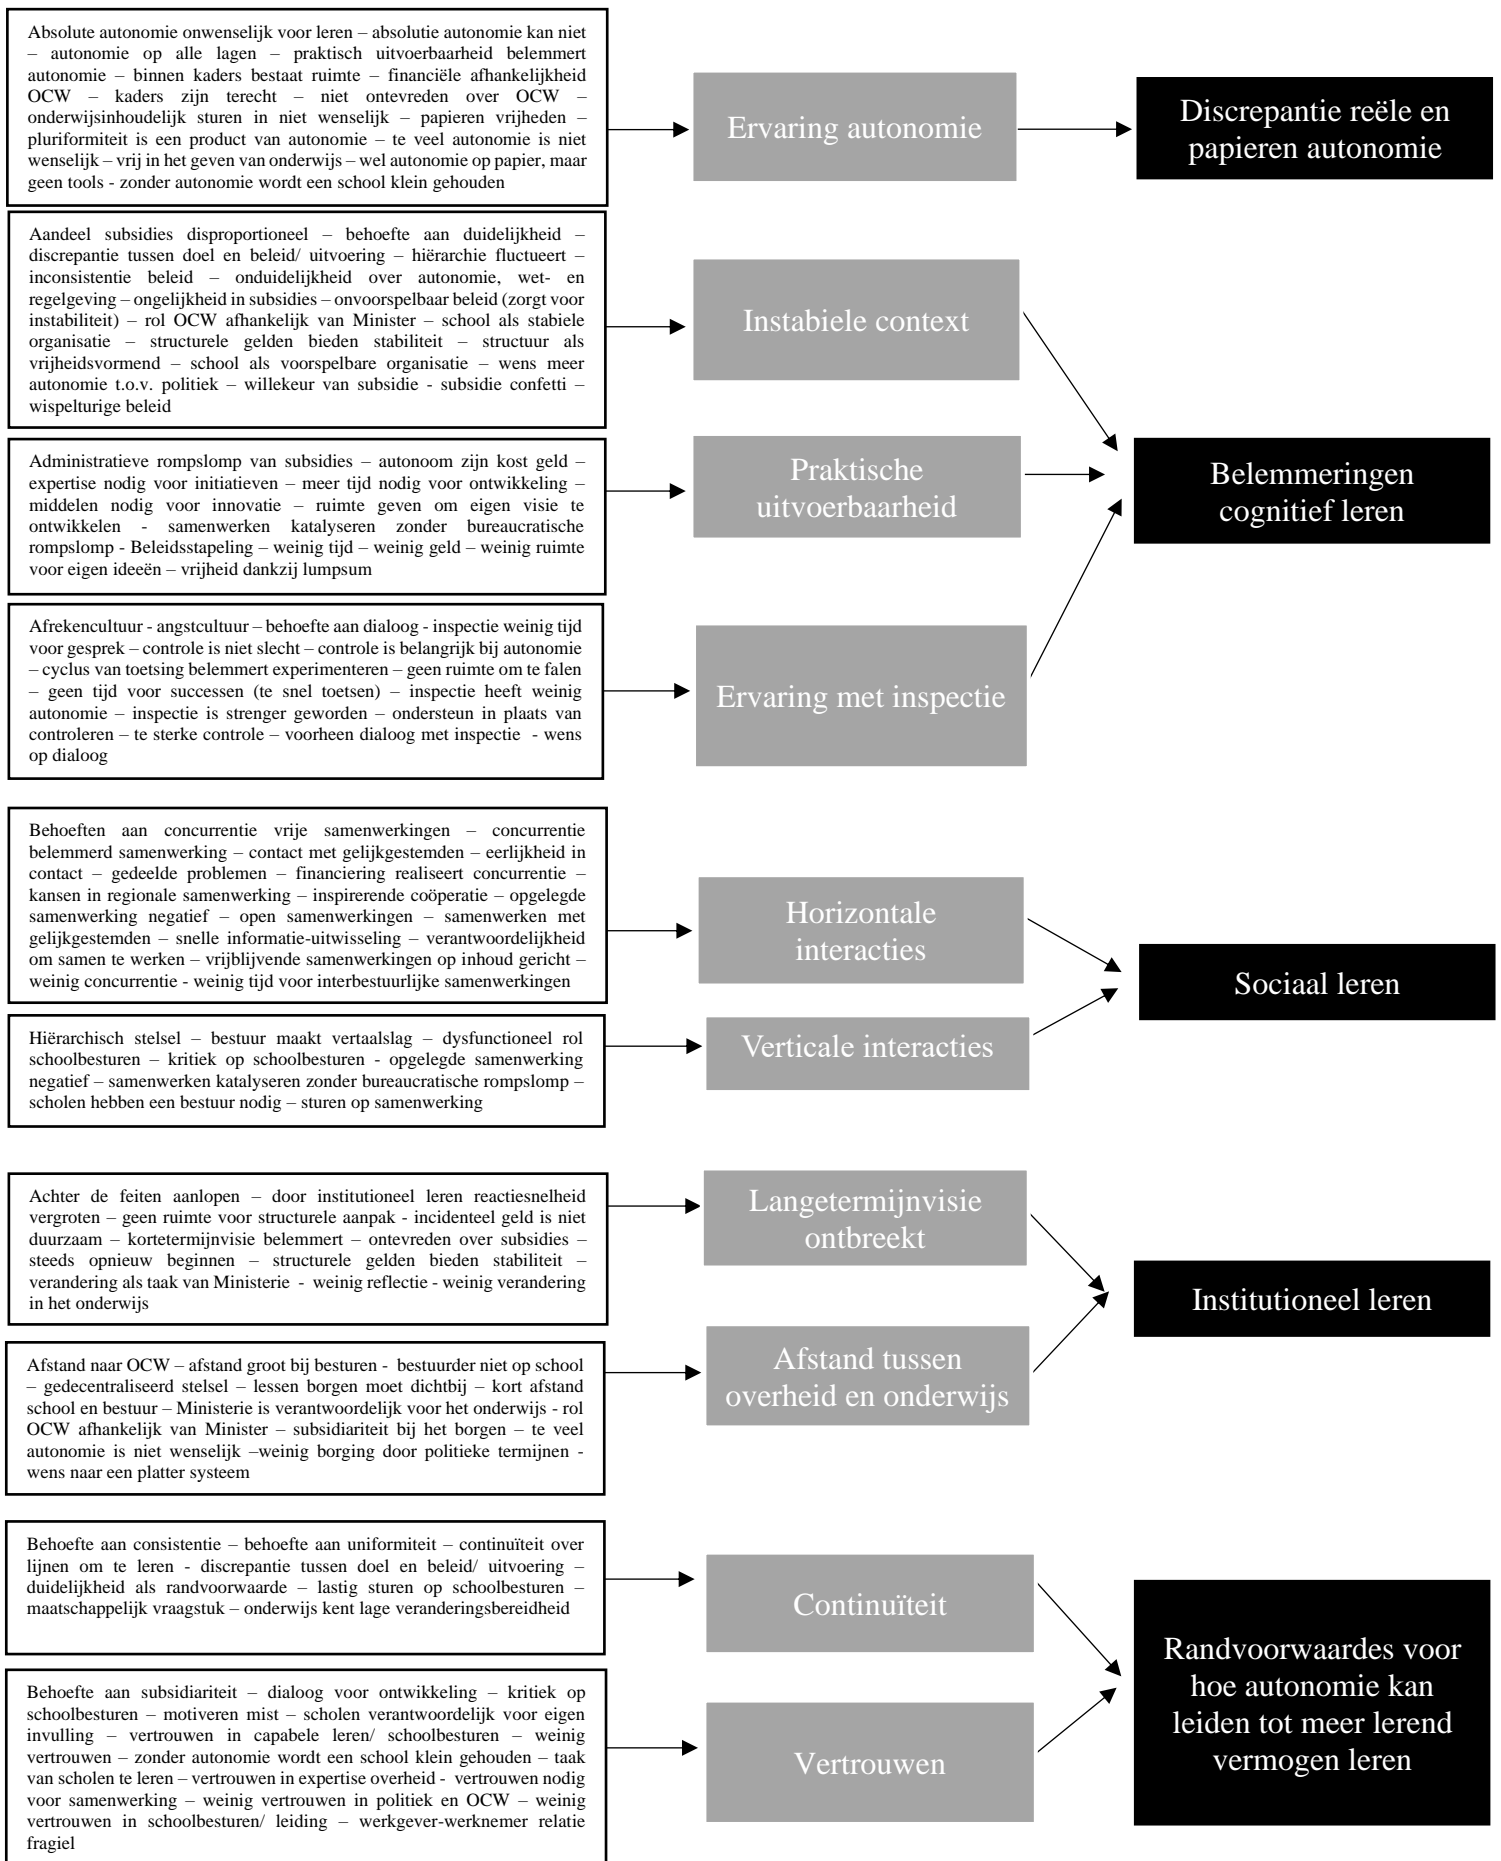 Absolute autonomie onwenselijk voor leren – absolutie autonomie kan niet
– autonomie op alle lagen – praktisch uitvoerbaarheid belemmert
autonomie – binnen kaders bestaat ruimte – financiële afhankelijkheid
OCW – kaders zijn terecht – niet ontevreden over OCW –
onderwijsinhoudelijk sturen in niet wenselijk – papieren vrijheden –
pluriformiteit is een product van autonomie – te veel autonomie is niet
wenselijk – vrij in het geven van onderwijs – wel autonomie op papier, maar
geen tools - zonder autonomie wordt een school klein gehouden
Ervaring autonomie
Discrepantie reële en
papieren autonomie
Aandeel subsidies disproportioneel – behoefte aan duidelijkheid –
discrepantie tussen doel en beleid/ uitvoering – hiërarchie fluctueert –
inconsistentie beleid – onduidelijkheid over autonomie, wet- en
regelgeving – ongelijkheid in subsidies – onvoorspelbaar beleid (zorgt voor
instabiliteit) – rol OCW afhankelijk van Minister – school als stabiele
organisatie – structurele gelden bieden stabiliteit – structuur als
vrijheidsvormend – school als voorspelbare organisatie – wens meer
autonomie t.o.v. politiek – willekeur van subsidie - subsidie confetti –
wispelturige beleid
Instabiele context
Administratieve rompslomp van subsidies – autonoom zijn kost geld –
expertise nodig voor initiatieven – meer tijd nodig voor ontwikkeling –
middelen nodig voor innovatie – ruimte geven om eigen visie te
ontwikkelen - samenwerken katalyseren zonder bureaucratische
rompslomp - Beleidsstapeling – weinig tijd – weinig geld – weinig ruimte
voor eigen ideeën – vrijheid dankzij lumpsum
Praktische
uitvoerbaarheid
Belemmeringen
cognitief leren
Afrekencultuur - angstcultuur – behoefte aan dialoog - inspectie weinig tijd
voor gesprek – controle is niet slecht – controle is belangrijk bij autonomie
– cyclus van toetsing belemmert experimenteren – geen ruimte om te falen
– geen tijd voor successen (te snel toetsen) – inspectie heeft weinig
autonomie – inspectie is strenger geworden – ondersteun in plaats van
controleren – te sterke controle – voorheen dialoog met inspectie - wens
op dialoog
Ervaring met inspectie
Behoeften aan concurrentie vrije samenwerkingen – concurrentie
belemmerd samenwerking – contact met gelijkgestemden – eerlijkheid in
contact – gedeelde problemen – financiering realiseert concurrentie –
kansen in regionale samenwerking – inspirerende coöperatie – opgelegde
samenwerking negatief – open samenwerkingen – samenwerken met
gelijkgestemden – snelle informatie-uitwisseling – verantwoordelijkheid
om samen te werken – vrijblijvende samenwerkingen op inhoud gericht –
weinig concurrentie - weinig tijd voor interbestuurlijke samenwerkingen
Horizontale
interacties
Sociaal leren
Hiërarchisch stelsel – bestuur maakt vertaalslag – dysfunctioneel rol
schoolbesturen – kritiek op schoolbesturen - opgelegde samenwerking
negatief – samenwerken katalyseren zonder bureaucratische rompslomp –
scholen hebben een bestuur nodig – sturen op samenwerking
Verticale interacties
Achter de feiten aanlopen – door institutioneel leren reactiesnelheid
vergroten – geen ruimte voor structurele aanpak - incidenteel geld is niet
duurzaam – kortetermijnvisie belemmert – ontevreden over subsidies –
steeds opnieuw beginnen – structurele gelden bieden stabiliteit –
verandering als taak van Ministerie - weinig reflectie - weinig verandering
in het onderwijs
Langetermijnvisie
ontbreekt
Institutioneel leren
Afstand naar OCW – afstand groot bij besturen - bestuurder niet op school
– gedecentraliseerd stelsel – lessen borgen moet dichtbij – kort afstand
school en bestuur – Ministerie is verantwoordelijk voor het onderwijs - rol
OCW afhankelijk van Minister – subsidiariteit bij het borgen – te veel
autonomie is niet wenselijk –weinig borging door politieke termijnen -
wens naar een platter systeem
Afstand tussen
overheid en onderwijs
Behoefte aan consistentie – behoefte aan uniformiteit – continuïteit over
lijnen om te leren - discrepantie tussen doel en beleid/ uitvoering –
duidelijkheid als randvoorwaarde – lastig sturen op schoolbesturen –
maatschappelijk vraagstuk – onderwijs kent lage veranderingsbereidheid
Continuïteit
Randvoorwaardes voor
hoe autonomie kan
leiden tot meer lerend
vermogen leren
Behoefte aan subsidiariteit – dialoog voor ontwikkeling – kritiek op
schoolbesturen – motiveren mist – scholen verantwoordelijk voor eigen
invulling – vertrouwen in capabele leren/ schoolbesturen – weinig
vertrouwen – zonder autonomie wordt een school klein gehouden – taak
van scholen te leren – vertrouwen in expertise overheid - vertrouwen nodig
voor samenwerking – weinig vertrouwen in politiek en OCW – weinig
vertrouwen in schoolbesturen/ leiding – werkgever-werknemer relatie
fragiel
Vertrouwen